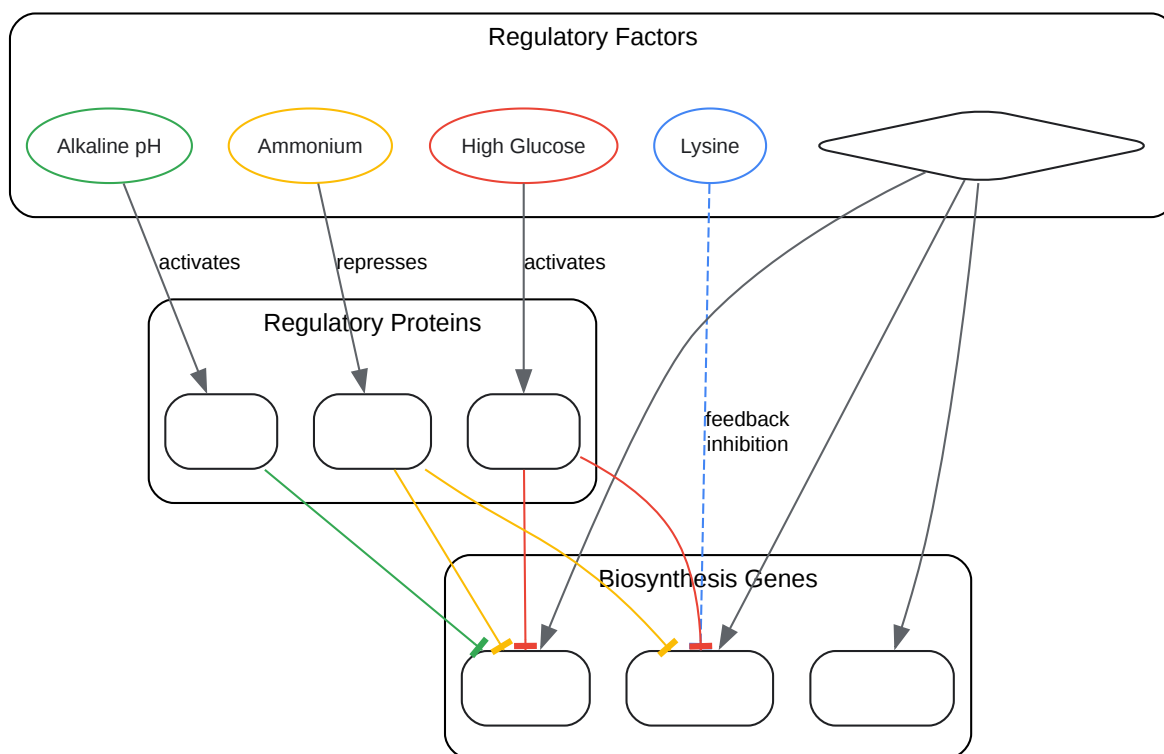 Regulatory Factors
Alkaline pH
Ammonium
High Glucose
Lysine
activates
represses
activates
Regulatory Proteins
feedback
inhibition
Biosynthesis Genes